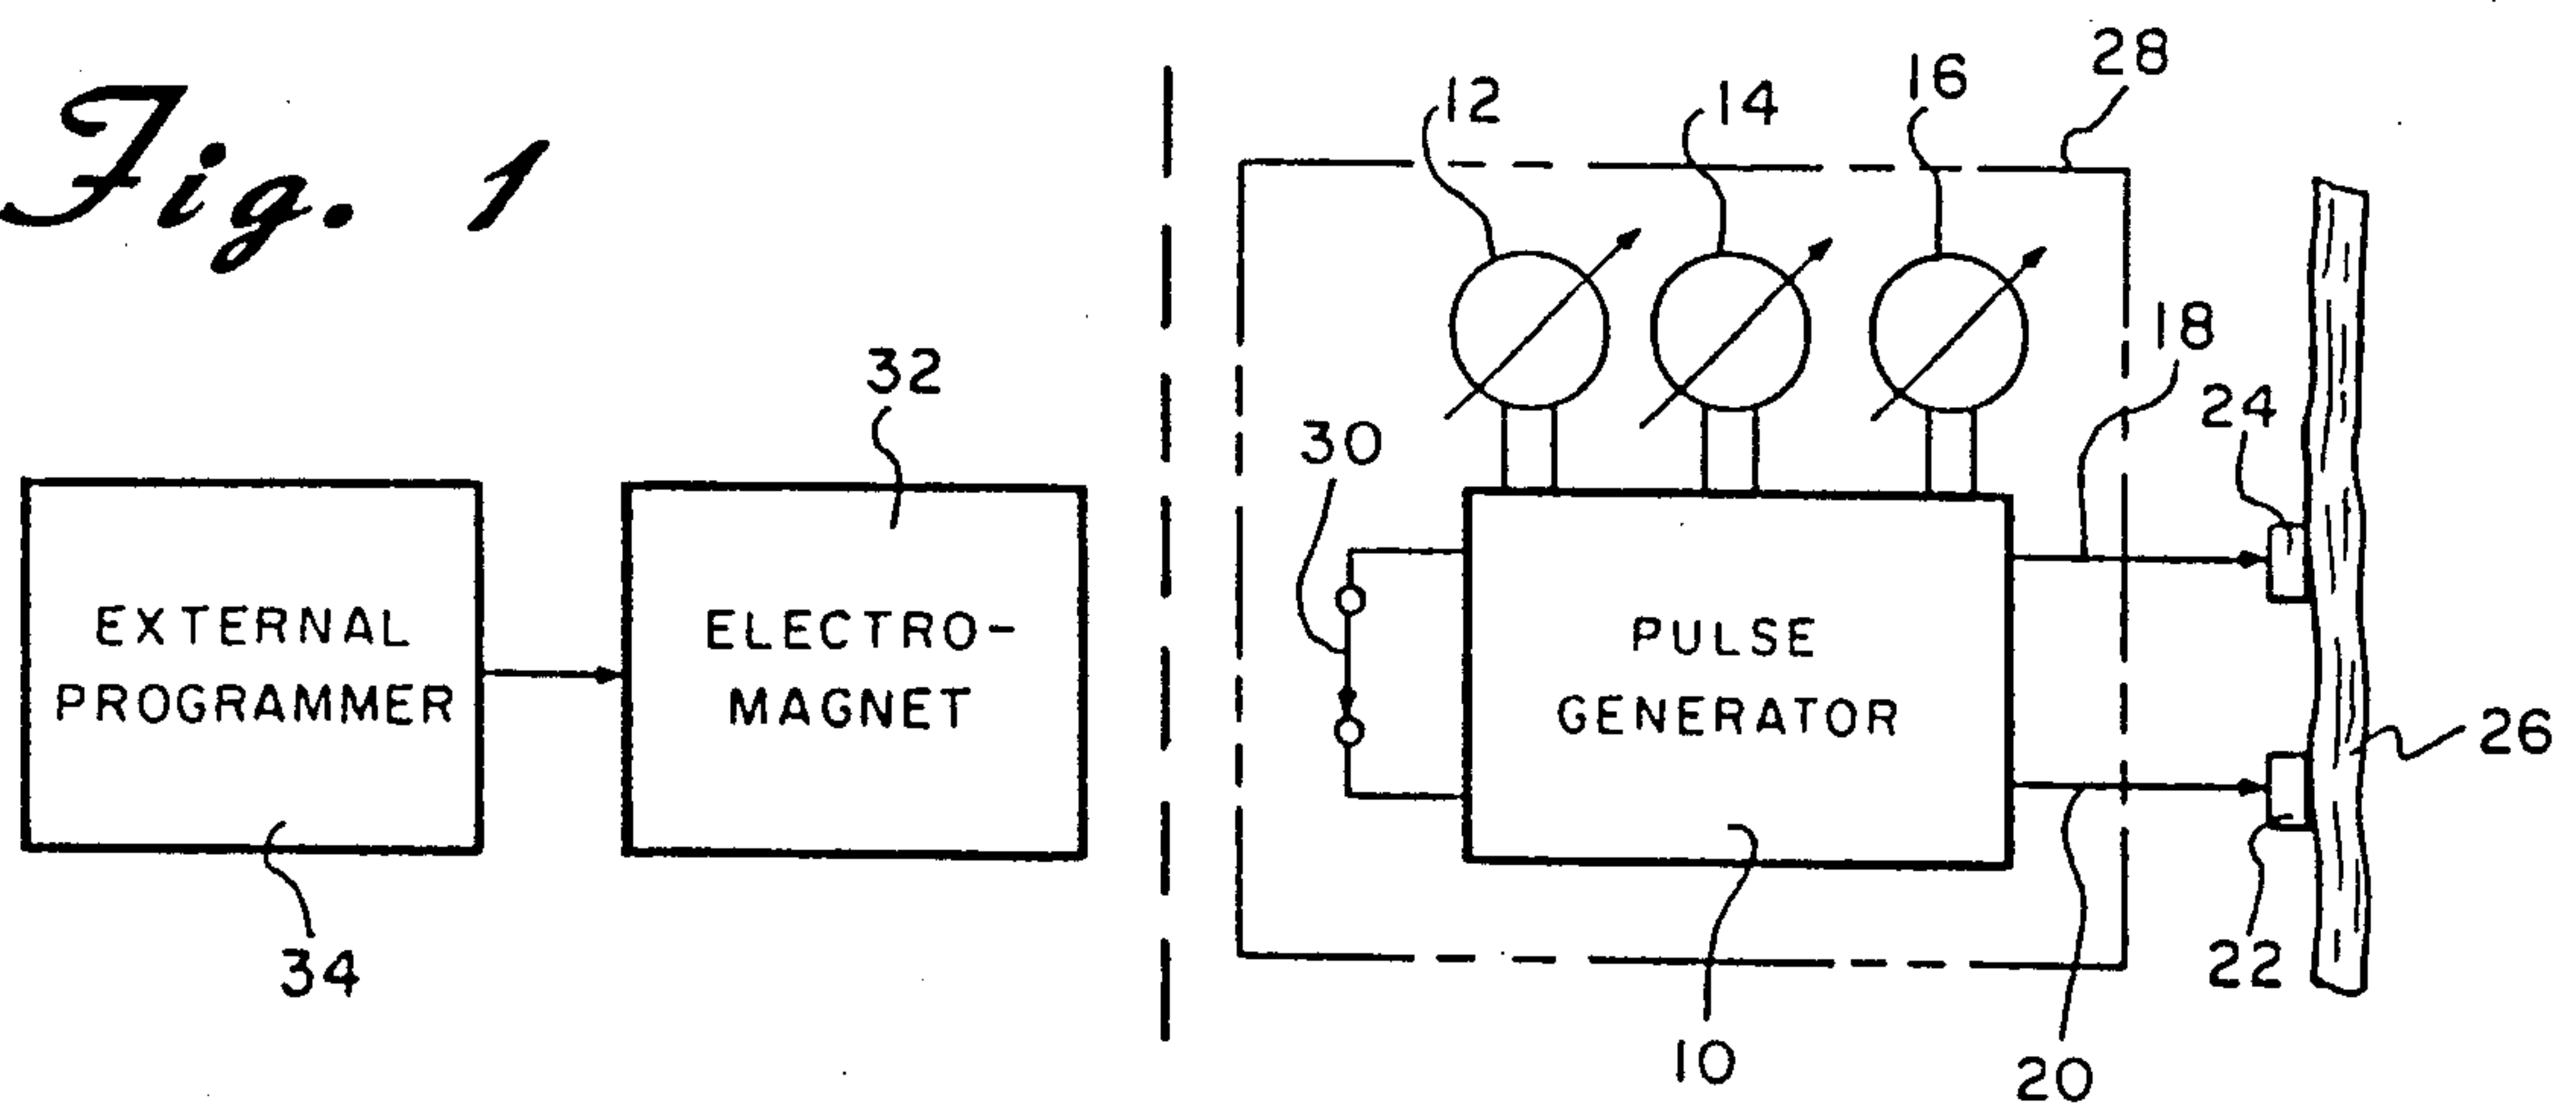 Fig. 1
28
12
14
16
18
32
24
30
EXTERNAL
PROGRAMMER
ELECTRO-
MAGNET
PULSE
GENERATOR
26
34
22
10
20